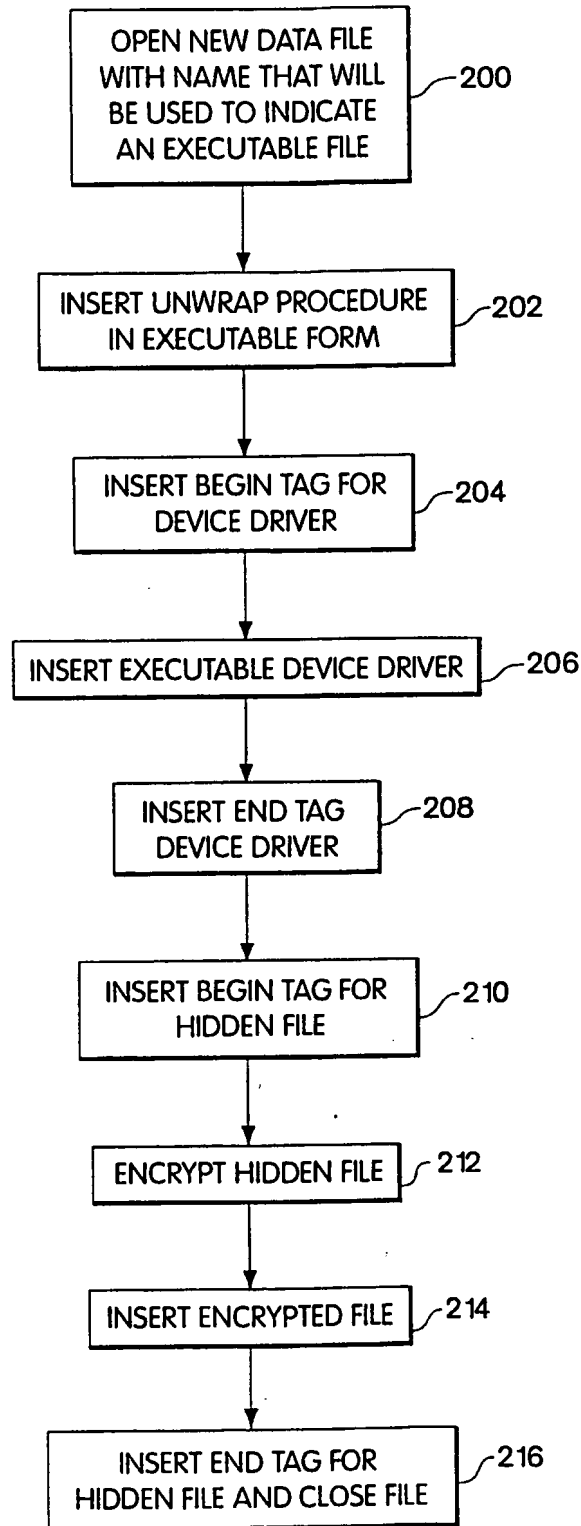 OPEN NEW DATA FILE
WITH NAME THAT WILL
BE USED TO INDICATE
AN EXECUTABLE FILE
200
INSERT UNWRAP PROCEDURE
IN EXECUTABLE FORM
202
INSERT BEGIN TAG FOR
DEVICE DRIVER
204
INSERT EXECUTABLE DEVICE DRIVER
206
INSERT END TAG
DEVICE DRIVER
208
INSERT BEGIN TAG FOR
HIDDEN FILE
210
ENCRYPT HIDDEN FILE
212
INSERT ENCRYPTED FILE
214
INSERT END TAG FOR
HIDDEN FILE AND CLOSE FILE
216